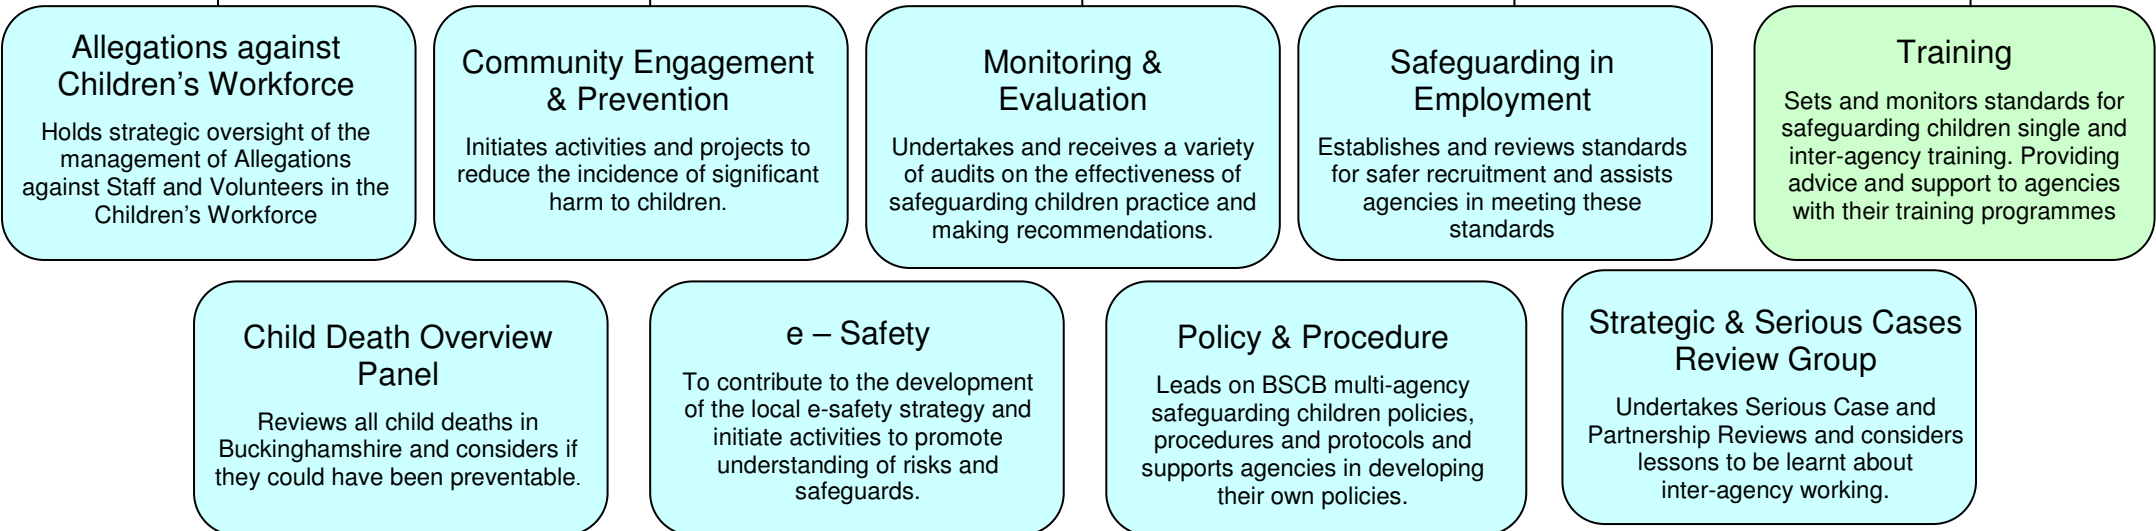 Allegations against
Children’s Workforce
Holds strategic oversight of the
management of Allegations
against Staff and Volunteers in the
Children’s Workforce
Community Engagement
& Prevention
Initiates activities and projects to
reduce the incidence of significant
harm to children.
Monitoring &
Evaluation
Undertakes and receives a variety
of audits on the effectiveness of
safeguarding children practice and
making recommendations.
Safeguarding in
Employment
Establishes and reviews standards
for safer recruitment and assists
agencies in meeting these
standards
Training
Sets and monitors standards for
safeguarding children single and
inter-agency training. Providing
advice and support to agencies
with their training programmes
Child Death Overview
Panel
Reviews all child deaths in
Buckinghamshire and considers if
they could have been preventable.
e – Safety
To contribute to the development
of the local e-safety strategy and
initiate activities to promote
understanding of risks and
safeguards.
Policy & Procedure
Leads on BSCB multi-agency
safeguarding children policies,
procedures and protocols and
supports agencies in developing
their own policies.
Strategic & Serious Cases
Review Group
Undertakes Serious Case and
Partnership Reviews and considers
lessons to be learnt about
inter-agency working.